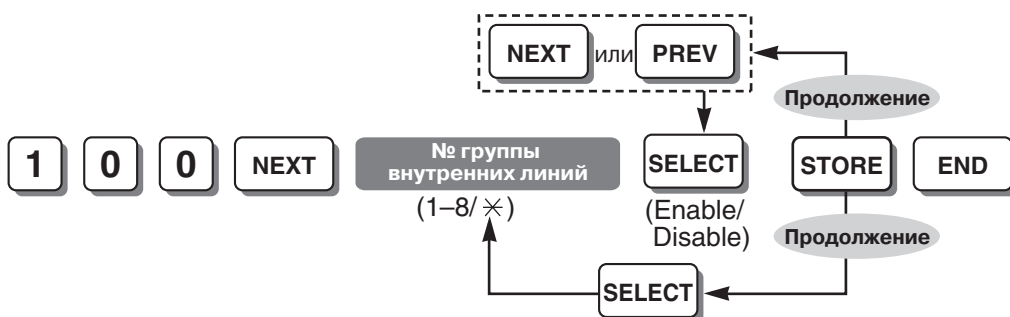 NEXT или PREV
Продолжение
1 0 0 NEXT № группы внутренних линий SELECT STORE END
(1–8/✳)
(Enable/
Disable)
Продолжение
SELECT